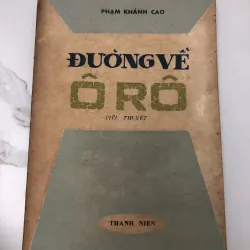 PHẠM KHÁNH CAO
ĐƯỜNG VỀ
Ô RÔ
TIỂU THUYẾT
THANH NIÊN